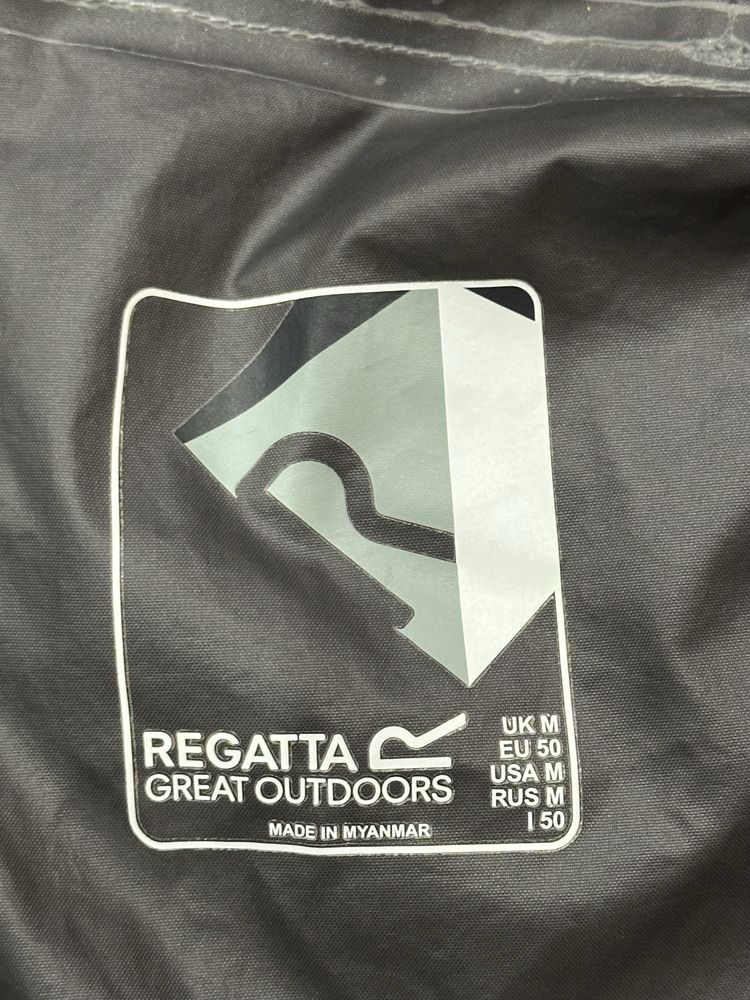 REGATTA
GREAT OUTDOORS
MADE IN MYANMAR
UK M
EU 50
USA M
RUS M
I 50